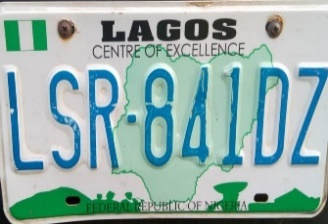 LAGOS
CENTRE OF EXCELLENCE
LSR-841DZ
FEDERAL REPUBLIC OF NIGERIA